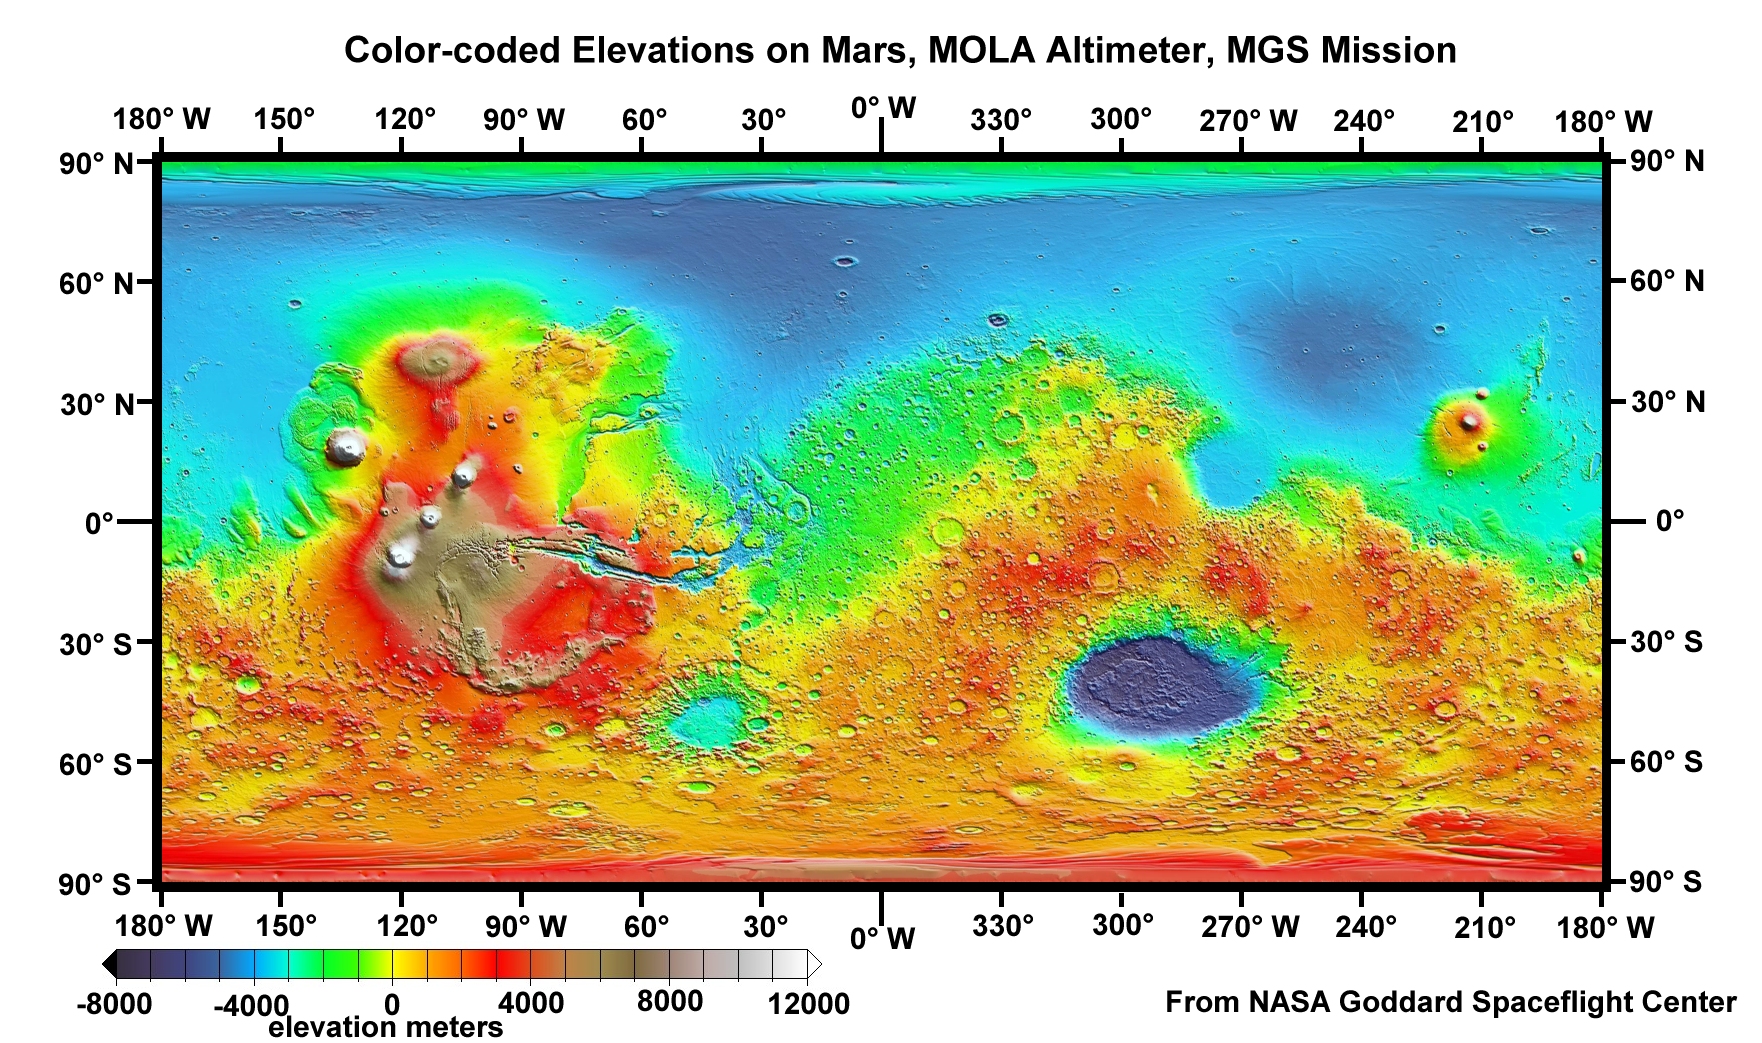 Color-coded Elevations on Mars, MOLA Altimeter, MGS Mission
180° W 150° 120° 90° W 60° 30° 0° W 330° 300° 270° W 240° 210° 180° W
90° N 90° N
60° N 60° N
30° N 30° N
0° 0°
30° S 30° S
60° S 60° S
90° S 90° S
180° W 150° 120° 90° W 60° 30° 0° W 330° 300° 270° W 240° 210° 180° W
-8000 -4000 0 4000 8000 12000
elevation meters
From NASA Goddard Spaceflight Center